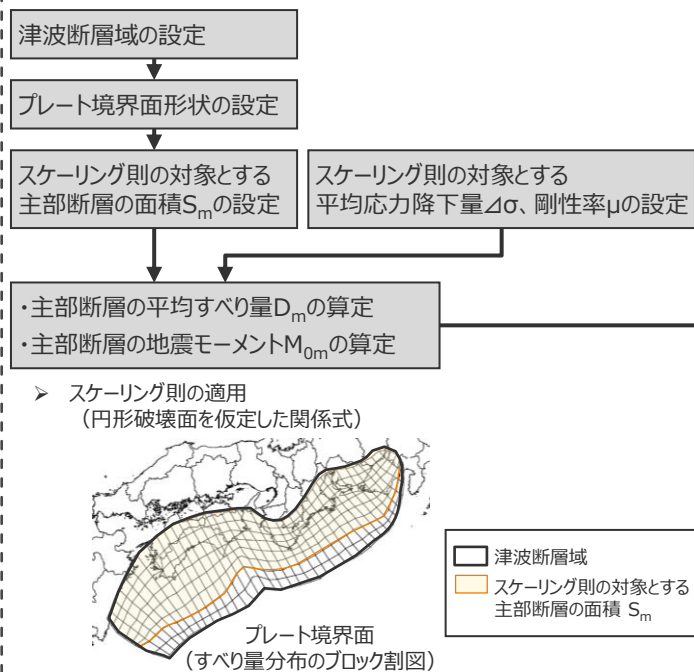 津波断層域の設定
プレート境界面形状の設定
スケーリング則の対象とする
主部断層の面積Smの設定
スケーリング則の対象とする
平均応力降下量⊿σ、剛性率μの設定
・主部断層の平均すべり量Dmの算定
・主部断層の地震モーメントM0mの算定
➢ スケーリング則の適用
（円形破壊面を仮定した関係式）
津波断層域
スケーリング則の対象とする
主部断層の面積 Sm
プレート境界面
（すべり量分布のブロック割図）